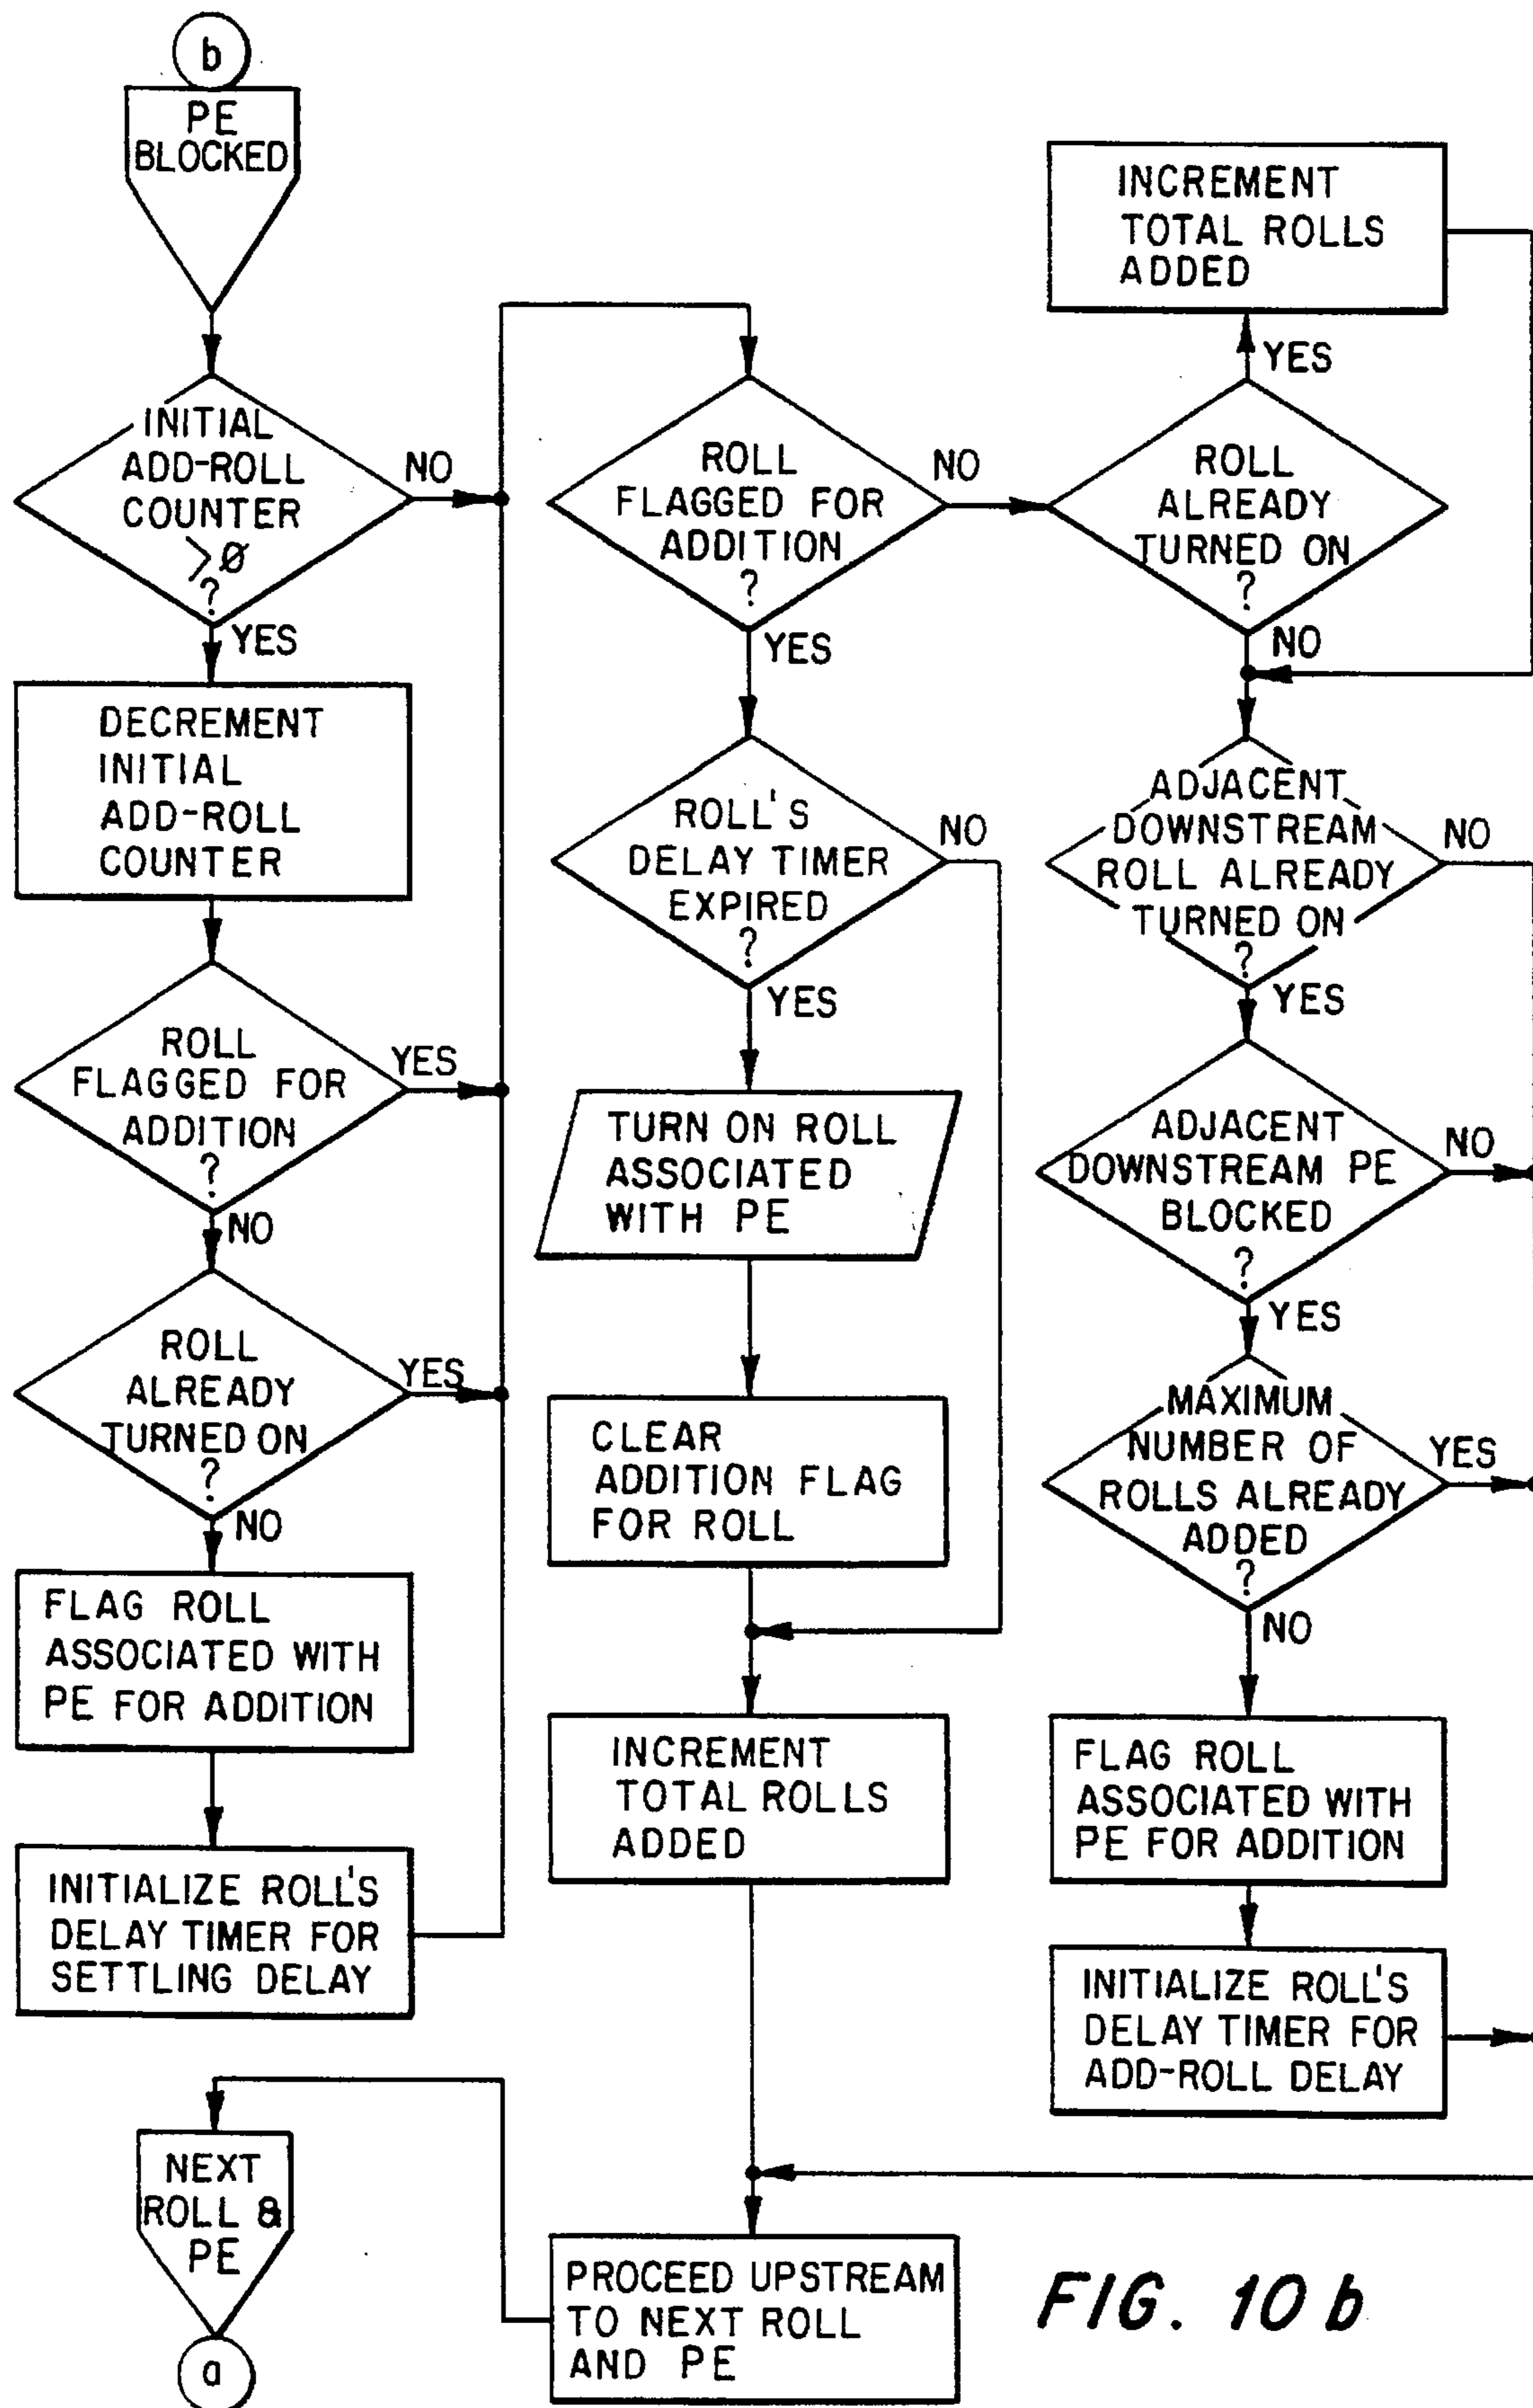 b
PE
BLOCKED
INITIAL
ADD-ROLL
COUNTER
>Ø
?
NO
YES
DECREMENT
INITIAL
ADD-ROLL
COUNTER
ROLL
FLAGGED FOR
ADDITION
?
YES
NO
ROLL
ALREADY
TURNED ON
?
YES
NO
FLAG ROLL
ASSOCIATED WITH
PE FOR ADDITION
INITIALIZE ROLL'S
DELAY TIMER FOR
SETTLING DELAY
NEXT
ROLL &
PE
a
ROLL
FLAGGED FOR
ADDITION
?
NO
YES
ROLL'S
DELAY TIMER
EXPIRED
?
NO
YES
TURN ON ROLL
ASSOCIATED
WITH PE
CLEAR
ADDITION FLAG
FOR ROLL
INCREMENT
TOTAL ROLLS
ADDED
PROCEED UPSTREAM
TO NEXT ROLL
AND PE
INCREMENT
TOTAL ROLLS
ADDED
YES
ROLL
ALREADY
TURNED ON
?
NO
ADJACENT
DOWNSTREAM
ROLL ALREADY
TURNED ON
?
NO
YES
ADJACENT
DOWNSTREAM PE
BLOCKED
?
NO
YES
MAXIMUM
NUMBER OF
ROLLS ALREADY
ADDED
?
YES
NO
FLAG ROLL
ASSOCIATED WITH
PE FOR ADDITION
INITIALIZE ROLL'S
DELAY TIMER FOR
ADD-ROLL DELAY
FIG. 10 b